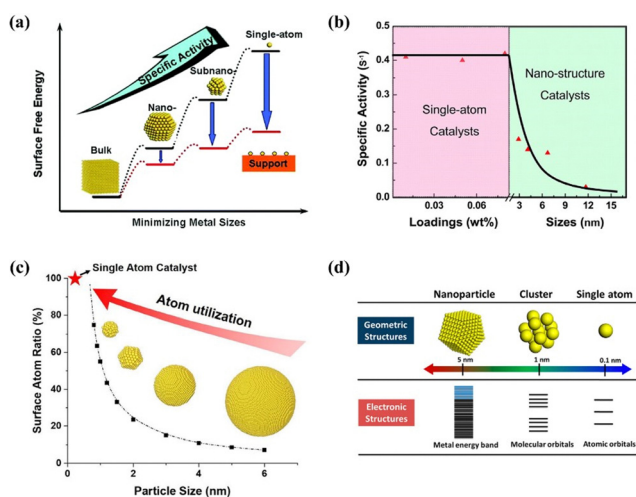 (a)
Single-atom
Specific Activity
Subnano-
Nano-
Bulk
Support
Surface Free Energy
Minimizing Metal Sizes
(b)
Specific Activity (s⁻¹)
0.5
0.4
0.3
0.2
0.1
0.0
Single-atom
Catalysts
Nano-structure
Catalysts
0.03 0.06 3 6 9 12 15
Loadings (wt%) Sizes (nm)
(c)
Single Atom Catalyst
Atom utilization
Surface Atom Ratio (%)
100
80
60
40
20
0
0 2 4 6
Particle Size (nm)
(d)
Nanoparticle Cluster Single atom
Geometric
Structures
5 nm 1 nm 0.1 nm
Electronic
Structures
Metal energy band Molecular orbitals Atomic orbitals